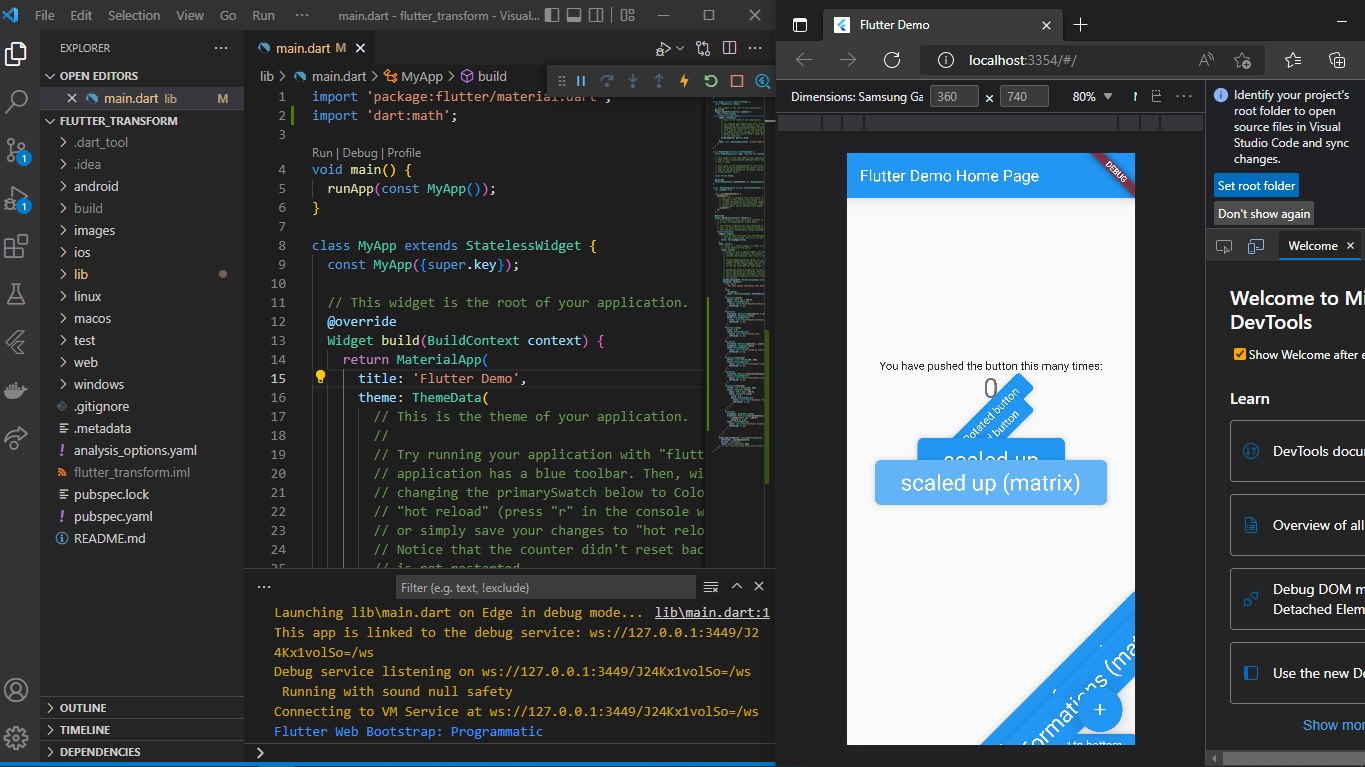 File Edit Selection View Go Run ··· main.dart - flutter_transform - Visual...
EXPLORER ···
OPEN EDITORS
main.dart lib M
FLUTTER_TRANSFORM
.dart_tool
.idea
android
build
images
ios
lib
linux
macos
test
web
windows
.gitignore
.metadata
analysis_options.yaml
flutter_transform.iml
pubspec.lock
pubspec.yaml
README.md
OUTLINE
TIMELINE
DEPENDENCIES
1
1
main.dart M
lib > main.dart > MyApp > build
1 import 'package:flutter/material.dart';
2 import 'dart:math';
3
Run | Debug | Profile
4 void main() {
5 runApp(const MyApp());
6 }
7
8 class MyApp extends StatelessWidget {
9 const MyApp({super.key});
10
11 // This widget is the root of your application.
12 @override
13 Widget build(BuildContext context) {
14 return MaterialApp(
15 title: 'Flutter Demo',
16 theme: ThemeData(
17 // This is the theme of your application.
18 //
19 // Try running your application with "flutt
20 // application has a blue toolbar. Then, wi
21 // changing the primarySwatch below to Colo
22 // "hot reload" (press "r" in the console w
23 // or simply save your changes to "hot relo
24 // Notice that the counter didn't reset bac
25 // is not restarted
··· Filter (e.g. text, !exclude)
Launching lib\main.dart on Edge in debug mode... lib\main.dart:1
This app is linked to the debug service: ws://127.0.0.1:3449/J2
4Kx1volSo=/ws
Debug service listening on ws://127.0.0.1:3449/J24Kx1volSo=/ws
Running with sound null safety
Connecting to VM Service at ws://127.0.0.1:3449/J24Kx1volSo=/ws
Flutter Web Bootstrap: Programmatic
Flutter Demo
localhost:3354/#/
Dimensions: Samsung Ga 360 × 740 80%
Flutter Demo Home Page
DEBUG
You have pushed the button this many times:
0
Rotated button
button
scaled up
scaled up (matrix)
formations (mat
+
to bottom
Identify your project's
root folder to open
source files in Visual
Studio Code and sync
changes.
Set root folder
Don't show again
Welcome
Welcome to Mi
DevTools
Show Welcome after e
Learn
DevTools docu
Overview of all
Debug DOM m
Detached Elem
Use the new De
Show mor